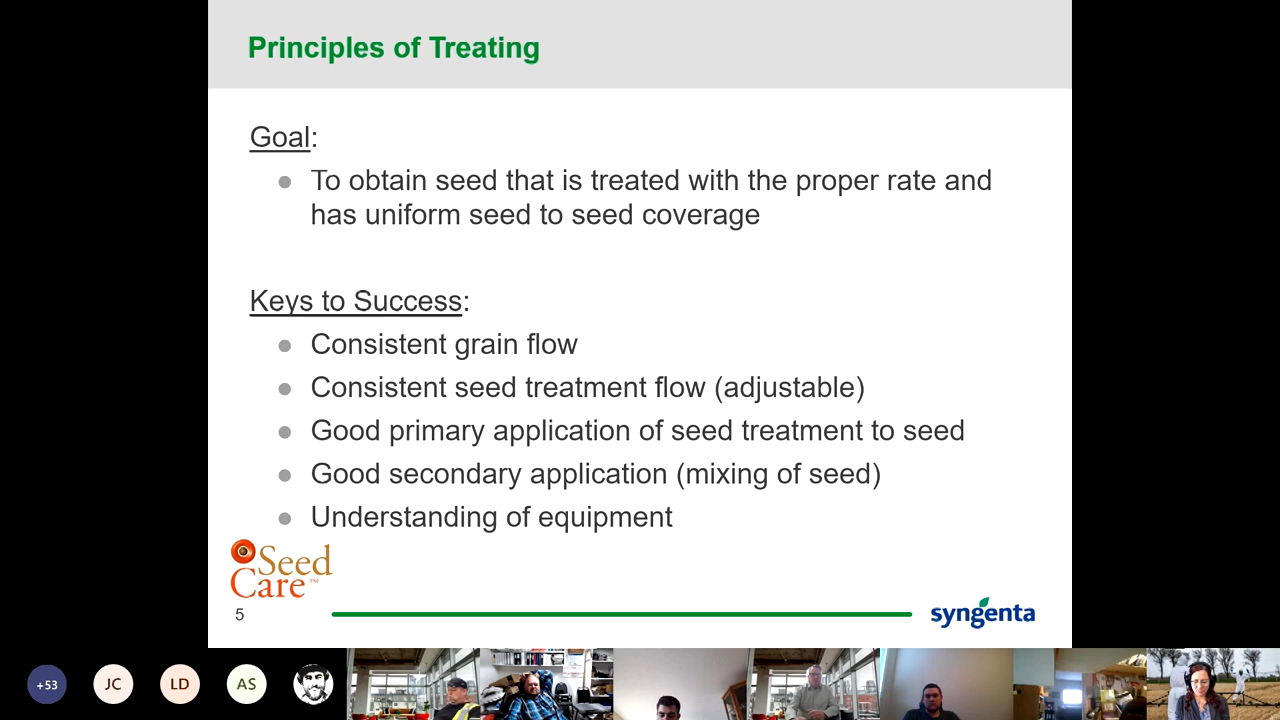 Principles of Treating
Goal:
To obtain seed that is treated with the proper rate and
has uniform seed to seed coverage
Keys to Success:
Consistent grain flow
Consistent seed treatment flow (adjustable)
Good primary application of seed treatment to seed
Good secondary application (mixing of seed)
Understanding of equipment
Seed
Care™
5
syngenta
+53
JC
LD
AS